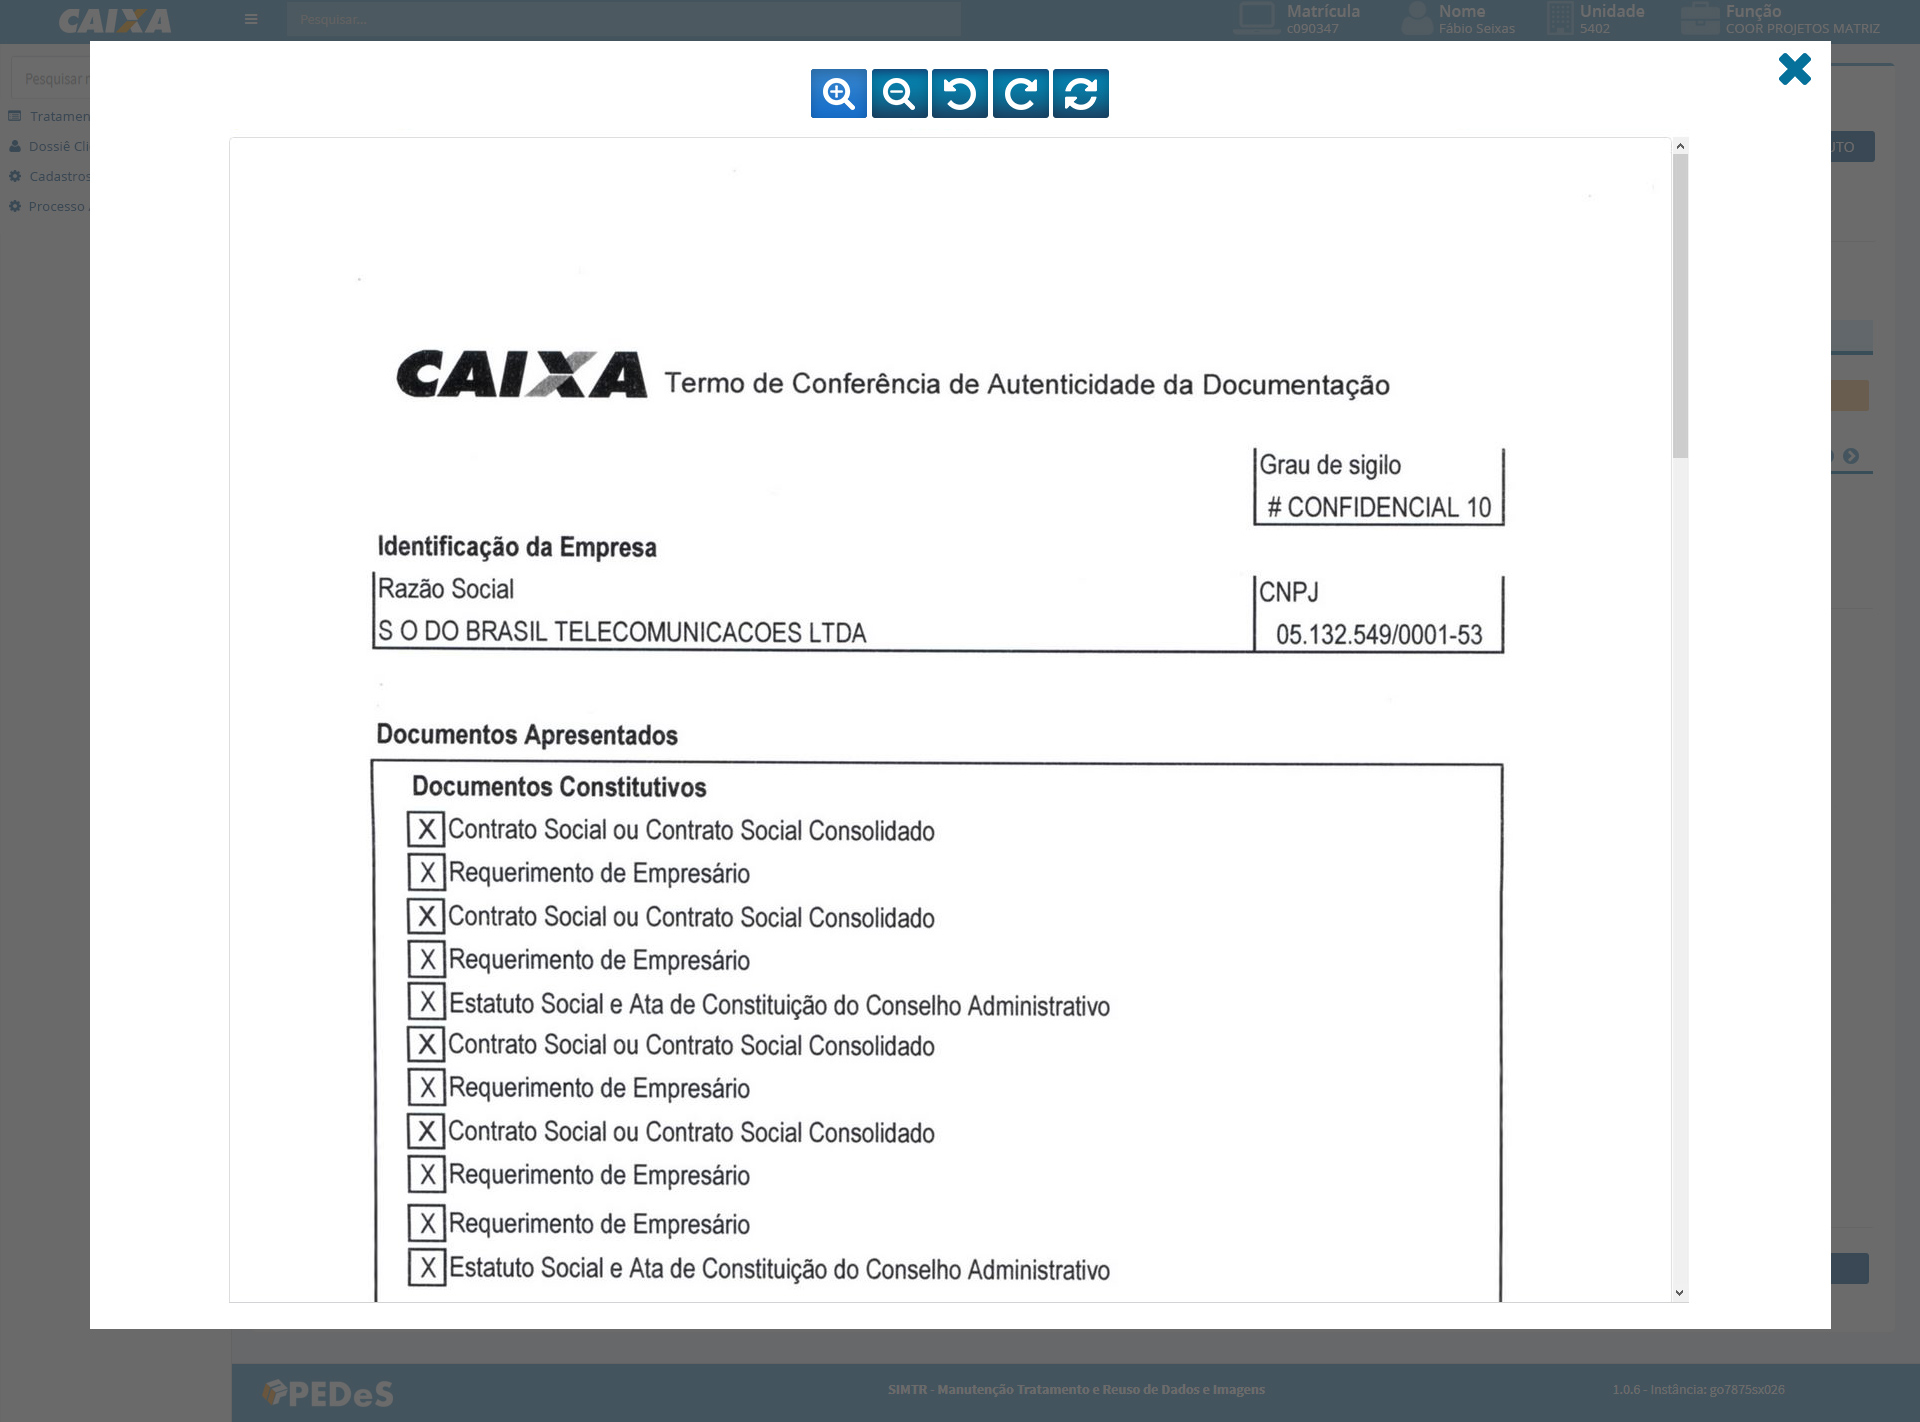 CAIXA
Pesquisar...
Matrícula
c090347
Nome
Fábio Seixas
Unidade
5402
Função
COOR PROJETOS MATRIZ
Pesquisar
Tratamen
Dossiê Cli
Cadastros
Processo
UTO
CAIXA Termo de Conferência de Autenticidade da Documentação
Grau de sigilo
# CONFIDENCIAL 10
Identificação da Empresa
Razão Social
S O DO BRASIL TELECOMUNICACOES LTDA
CNPJ
05.132.549/0001-53
Documentos Apresentados
Documentos Constitutivos
X Contrato Social ou Contrato Social Consolidado
X Requerimento de Empresário
X Contrato Social ou Contrato Social Consolidado
X Requerimento de Empresário
X Estatuto Social e Ata de Constituição do Conselho Administrativo
X Contrato Social ou Contrato Social Consolidado
X Requerimento de Empresário
X Contrato Social ou Contrato Social Consolidado
X Requerimento de Empresário
X Requerimento de Empresário
X Estatuto Social e Ata de Constituição do Conselho Administrativo
PEDeS
SIMTR - Manutenção Tratamento e Reuso de Dados e Imagens
1.0.6 - Instância: go7875sx026